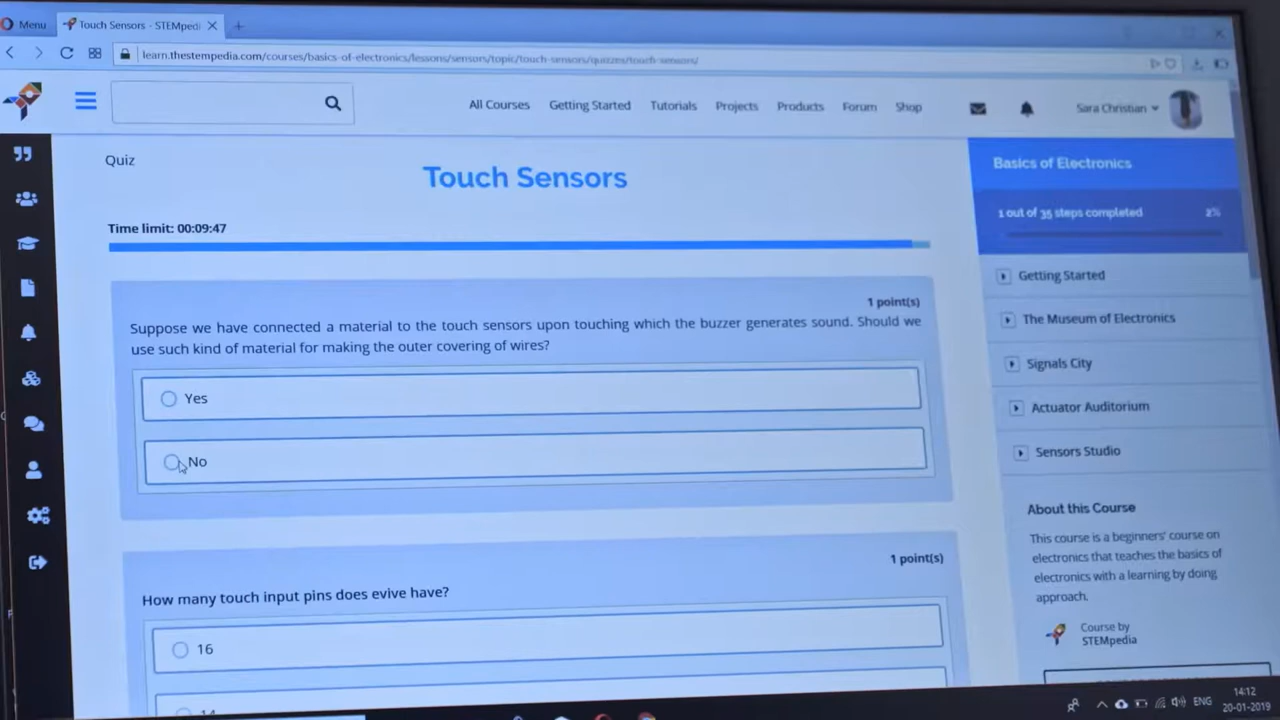 Menu
Touch Sensors - STEMpedi
learn.thestempedia.com/courses/basics-of-electronics/lessons/sensors/topic/touch-sensors/quizzes/touch-sensors/
All Courses
Getting Started
Tutorials
Projects
Products
Forum
Shop
Sara Christian
Quiz
Touch Sensors
Time limit: 00:09:47
1 point(s)
Suppose we have connected a material to the touch sensors upon touching which the buzzer generates sound. Should we
use such kind of material for making the outer covering of wires?
Yes
No
1 point(s)
How many touch input pins does evive have?
16
Basics of Electronics
1 out of 35 steps completed
2%
Getting Started
The Museum of Electronics
Signals City
Actuator Auditorium
Sensors Studio
About this Course
This course is a beginners' course on
electronics that teaches the basics of
electronics with a learning by doing
approach.
Course by
STEMpedia
ENG
14:12
20-01-2019